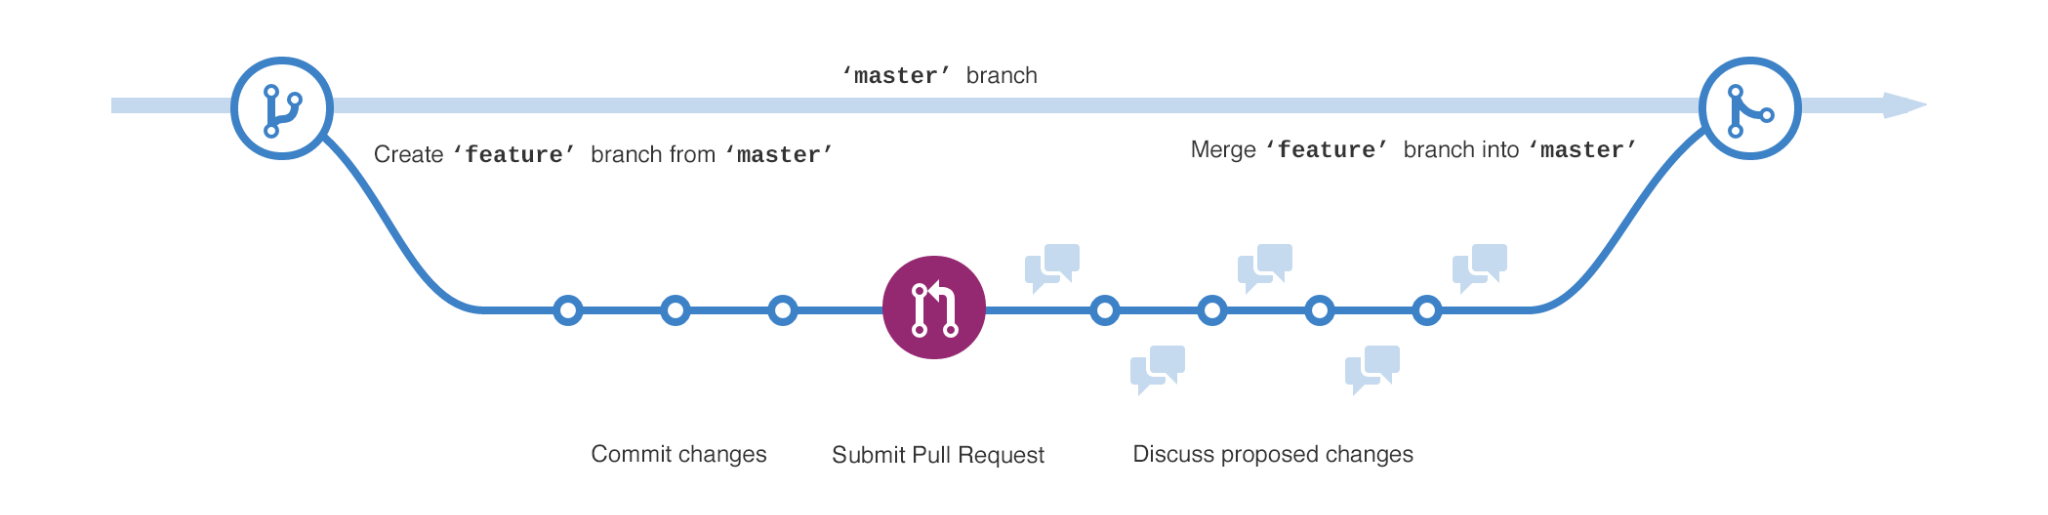 ‘master’ branch
Create ‘feature’ branch from ‘master’
Merge ‘feature’ branch into ‘master’
Commit changes
Submit Pull Request
Discuss proposed changes